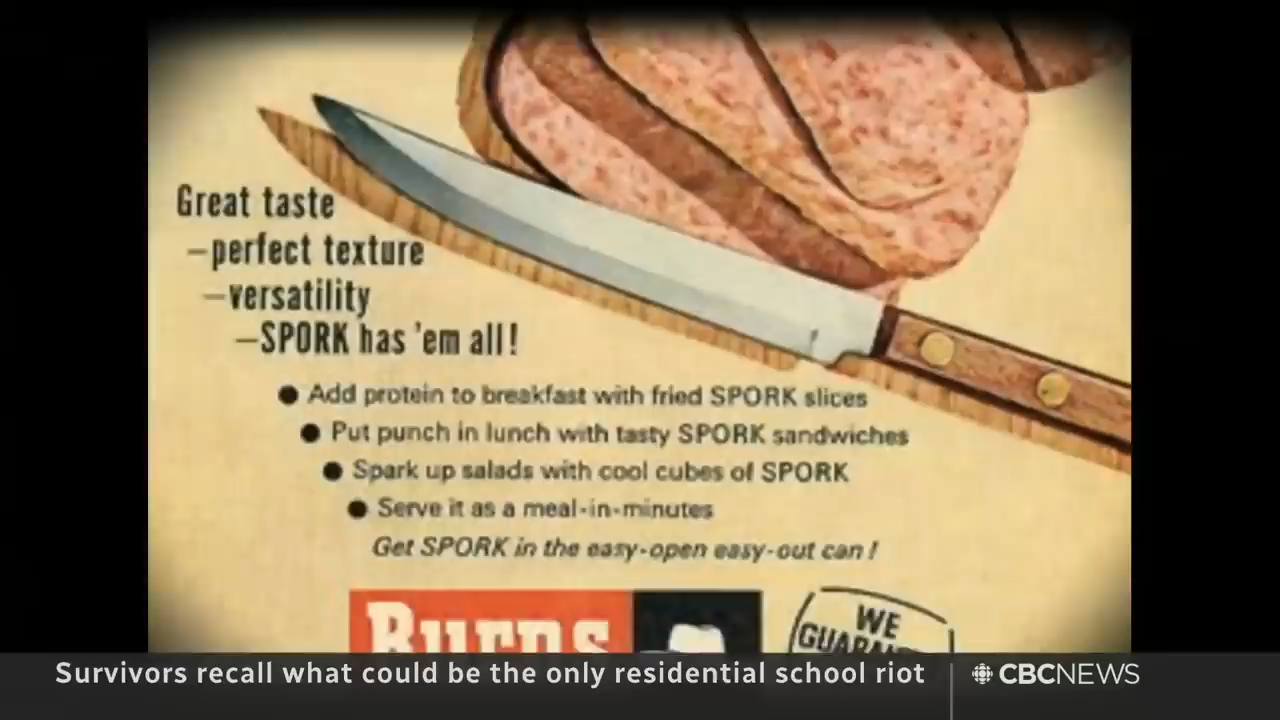 Great taste
–perfect texture
–versatility
–SPORK has 'em all!
● Add protein to breakfast with fried SPORK slices
● Put punch in lunch with tasty SPORK sandwiches
● Spark up salads with cool cubes of SPORK
● Serve it as a meal-in-minutes
Get SPORK in the easy-open easy-out can!
Burns
WE
Survivors recall what could be the only residential school riot
CBCNEWS